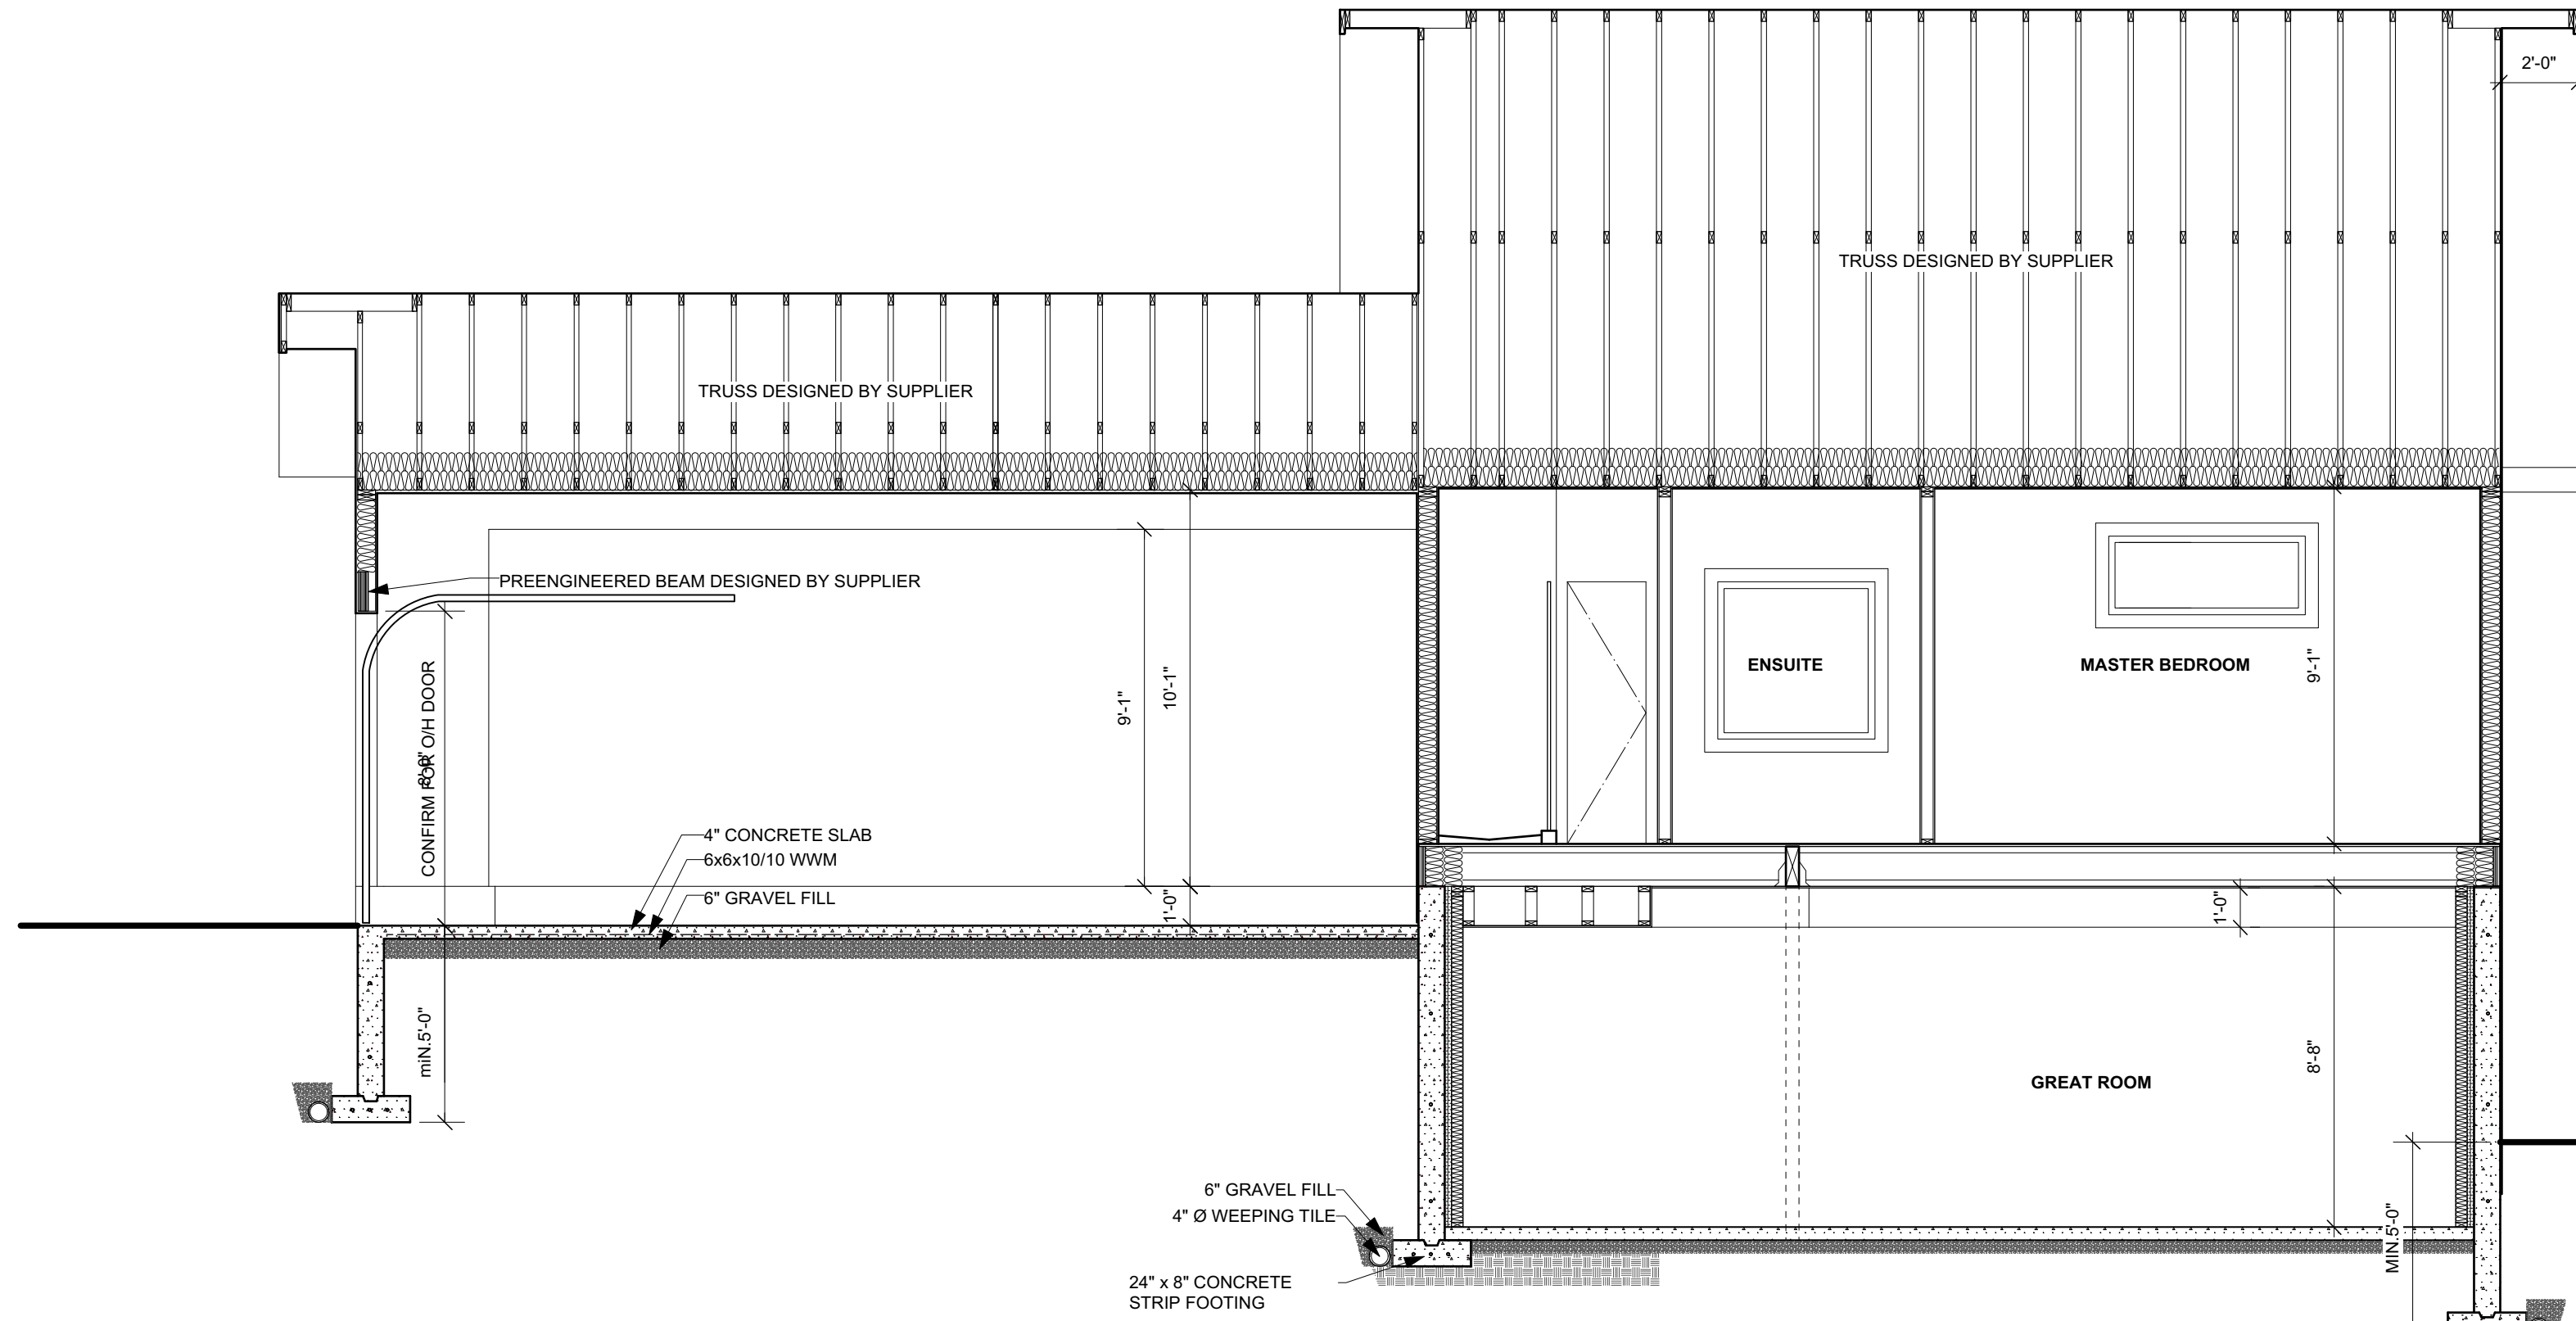 2'-0"
TRUSS DESIGNED BY SUPPLIER
TRUSS DESIGNED BY SUPPLIER
PREENGINEERED BEAM DESIGNED BY SUPPLIER
ENSUITE
MASTER BEDROOM
9'-1"
9'-1"
10'-1"
CONFIRM FOR O/H DOOR
8'-0"
4" CONCRETE SLAB
6x6x10/10 WWM
6" GRAVEL FILL
1'-0"
1'-0"
miN.5'-0"
8'-8"
GREAT ROOM
6" GRAVEL FILL
4" Ø WEEPING TILE
MIN.5'-0"
24" x 8" CONCRETE
STRIP FOOTING